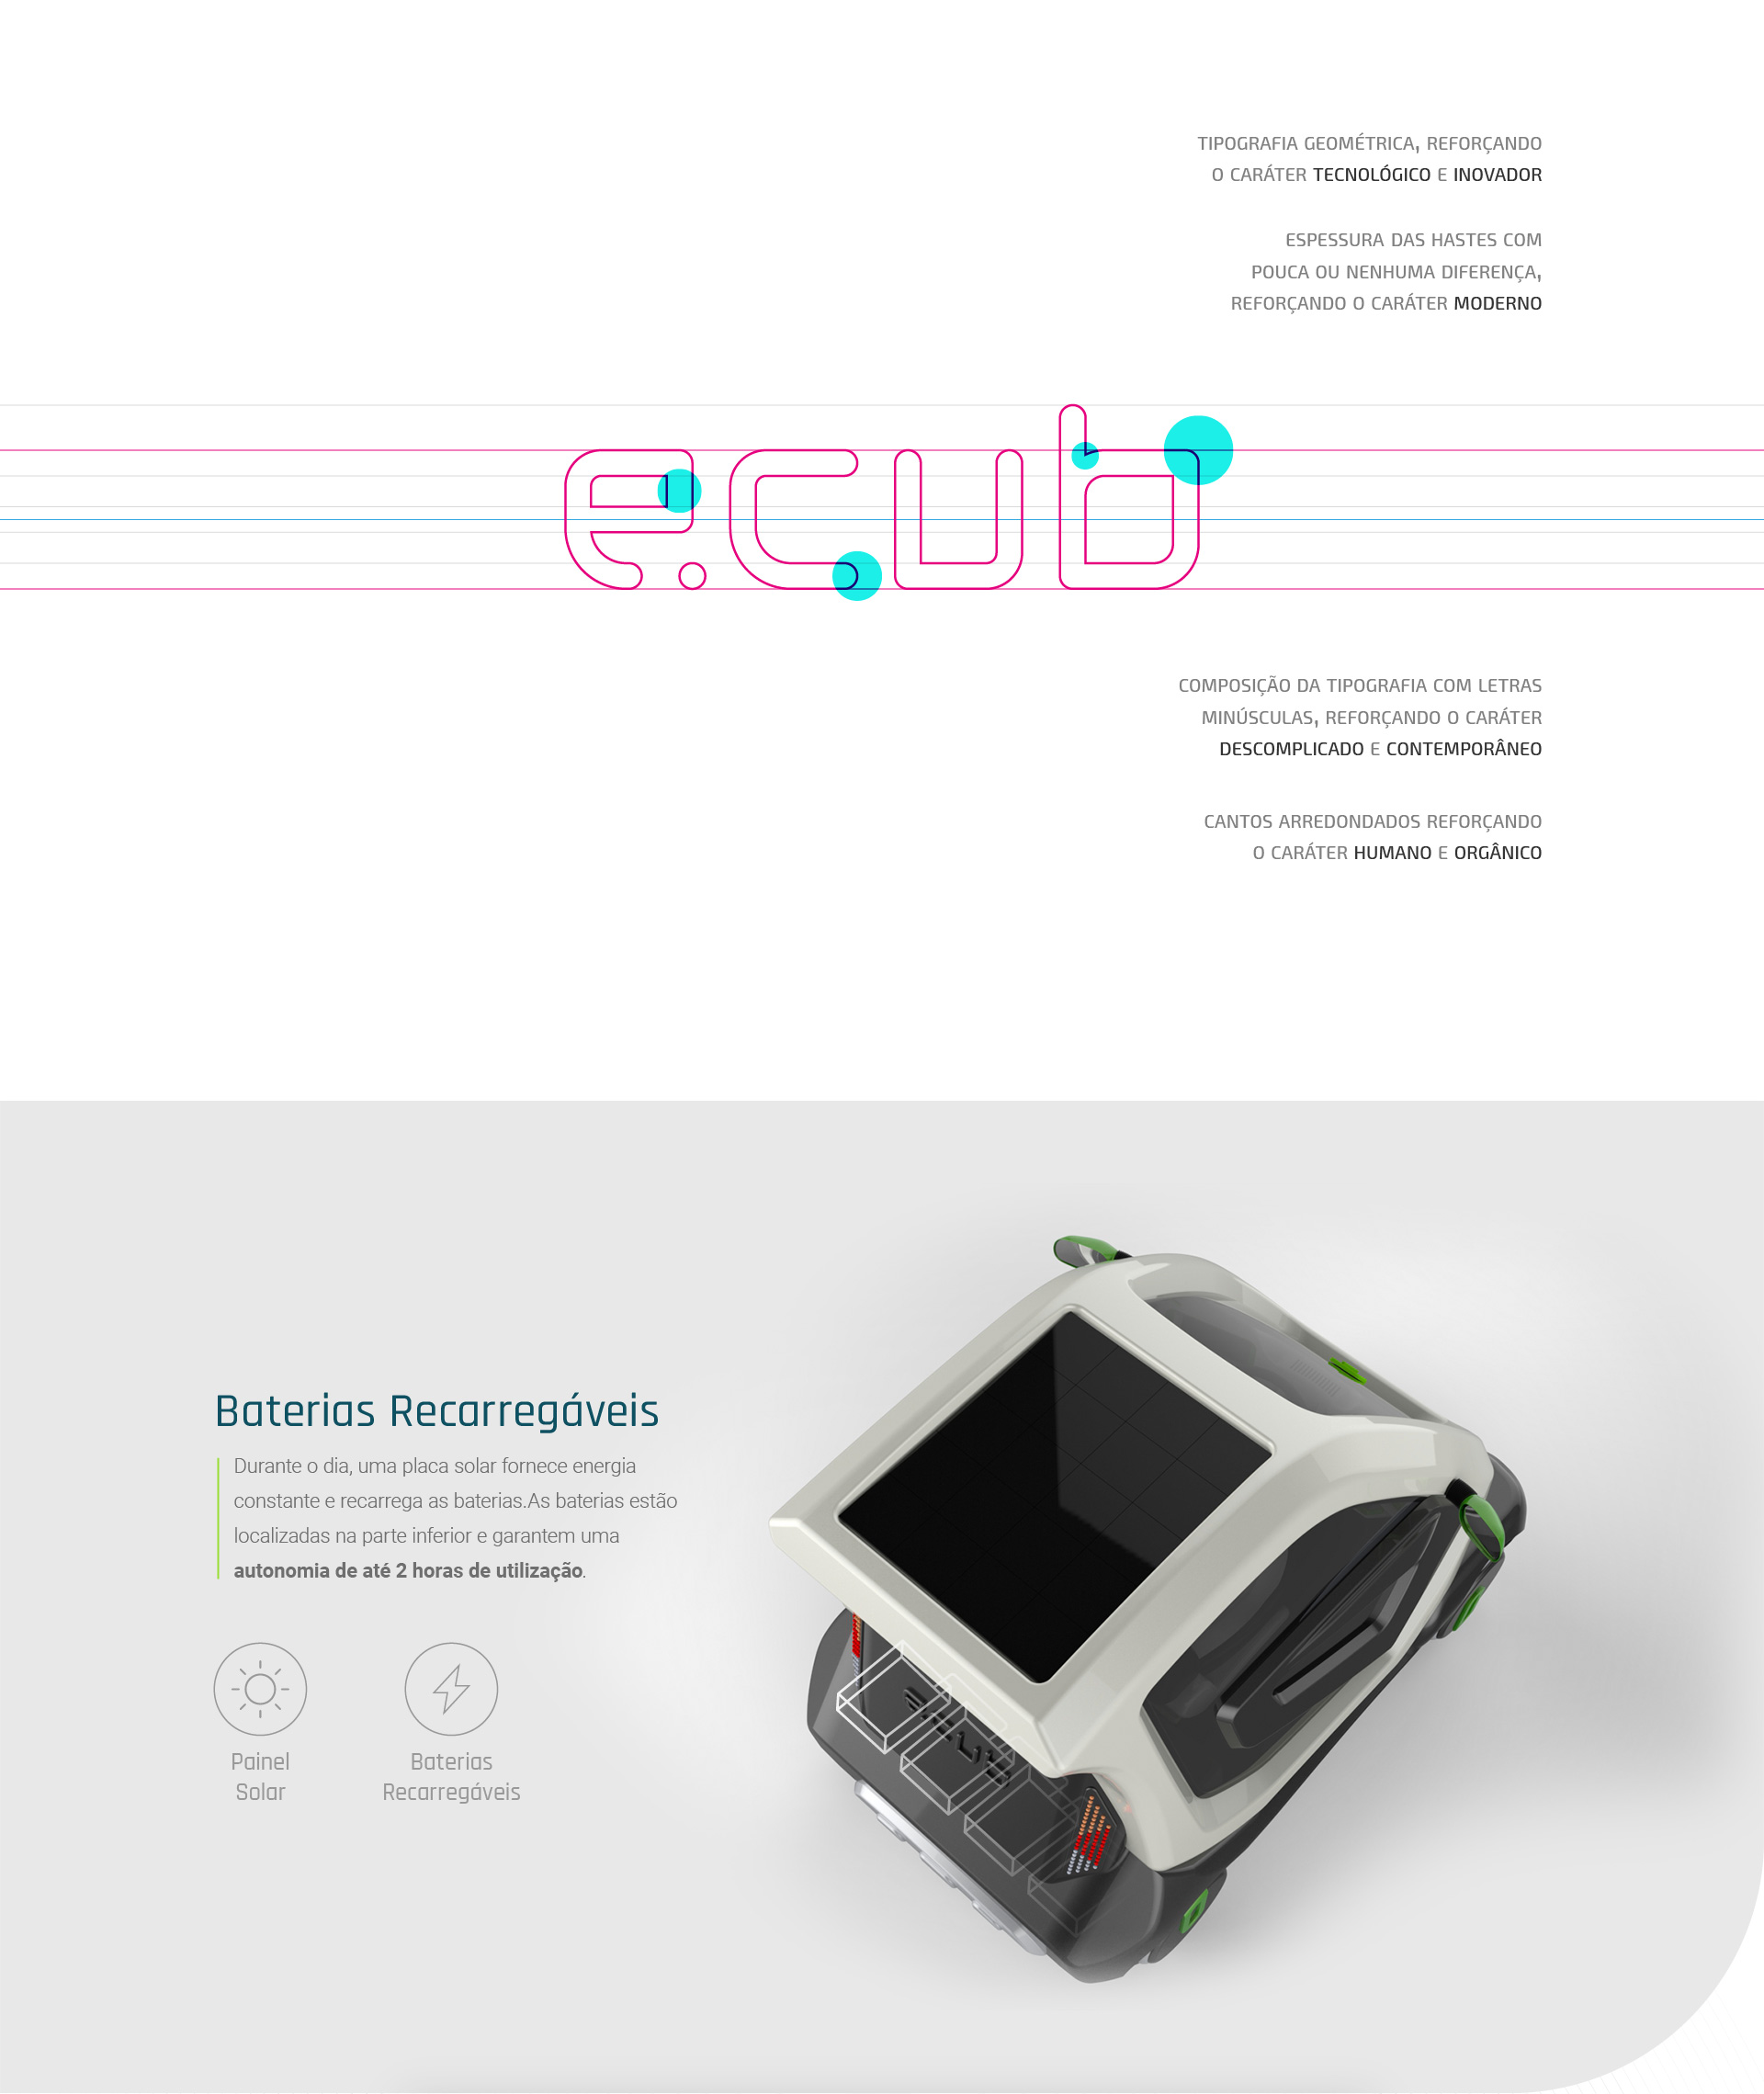 TIPOGRAFIA GEOMÉTRICA, REFORÇANDO
O CARÁTER TECNOLÓGICO E INOVADOR
ESPESSURA DAS HASTES COM
POUCA OU NENHUMA DIFERENÇA,
REFORÇANDO O CARÁTER MODERNO
e.cub
COMPOSIÇÃO DA TIPOGRAFIA COM LETRAS
MINÚSCULAS, REFORÇANDO O CARÁTER
DESCOMPLICADO E CONTEMPORÂNEO
CANTOS ARREDONDADOS REFORÇANDO
O CARÁTER HUMANO E ORGÂNICO
Baterias Recarregáveis
Durante o dia, uma placa solar fornece energia
constante e recarrega as baterias.As baterias estão
localizadas na parte inferior e garantem uma
autonomia de até 2 horas de utilização.
Painel
Solar
Baterias
Recarregáveis
e.cub